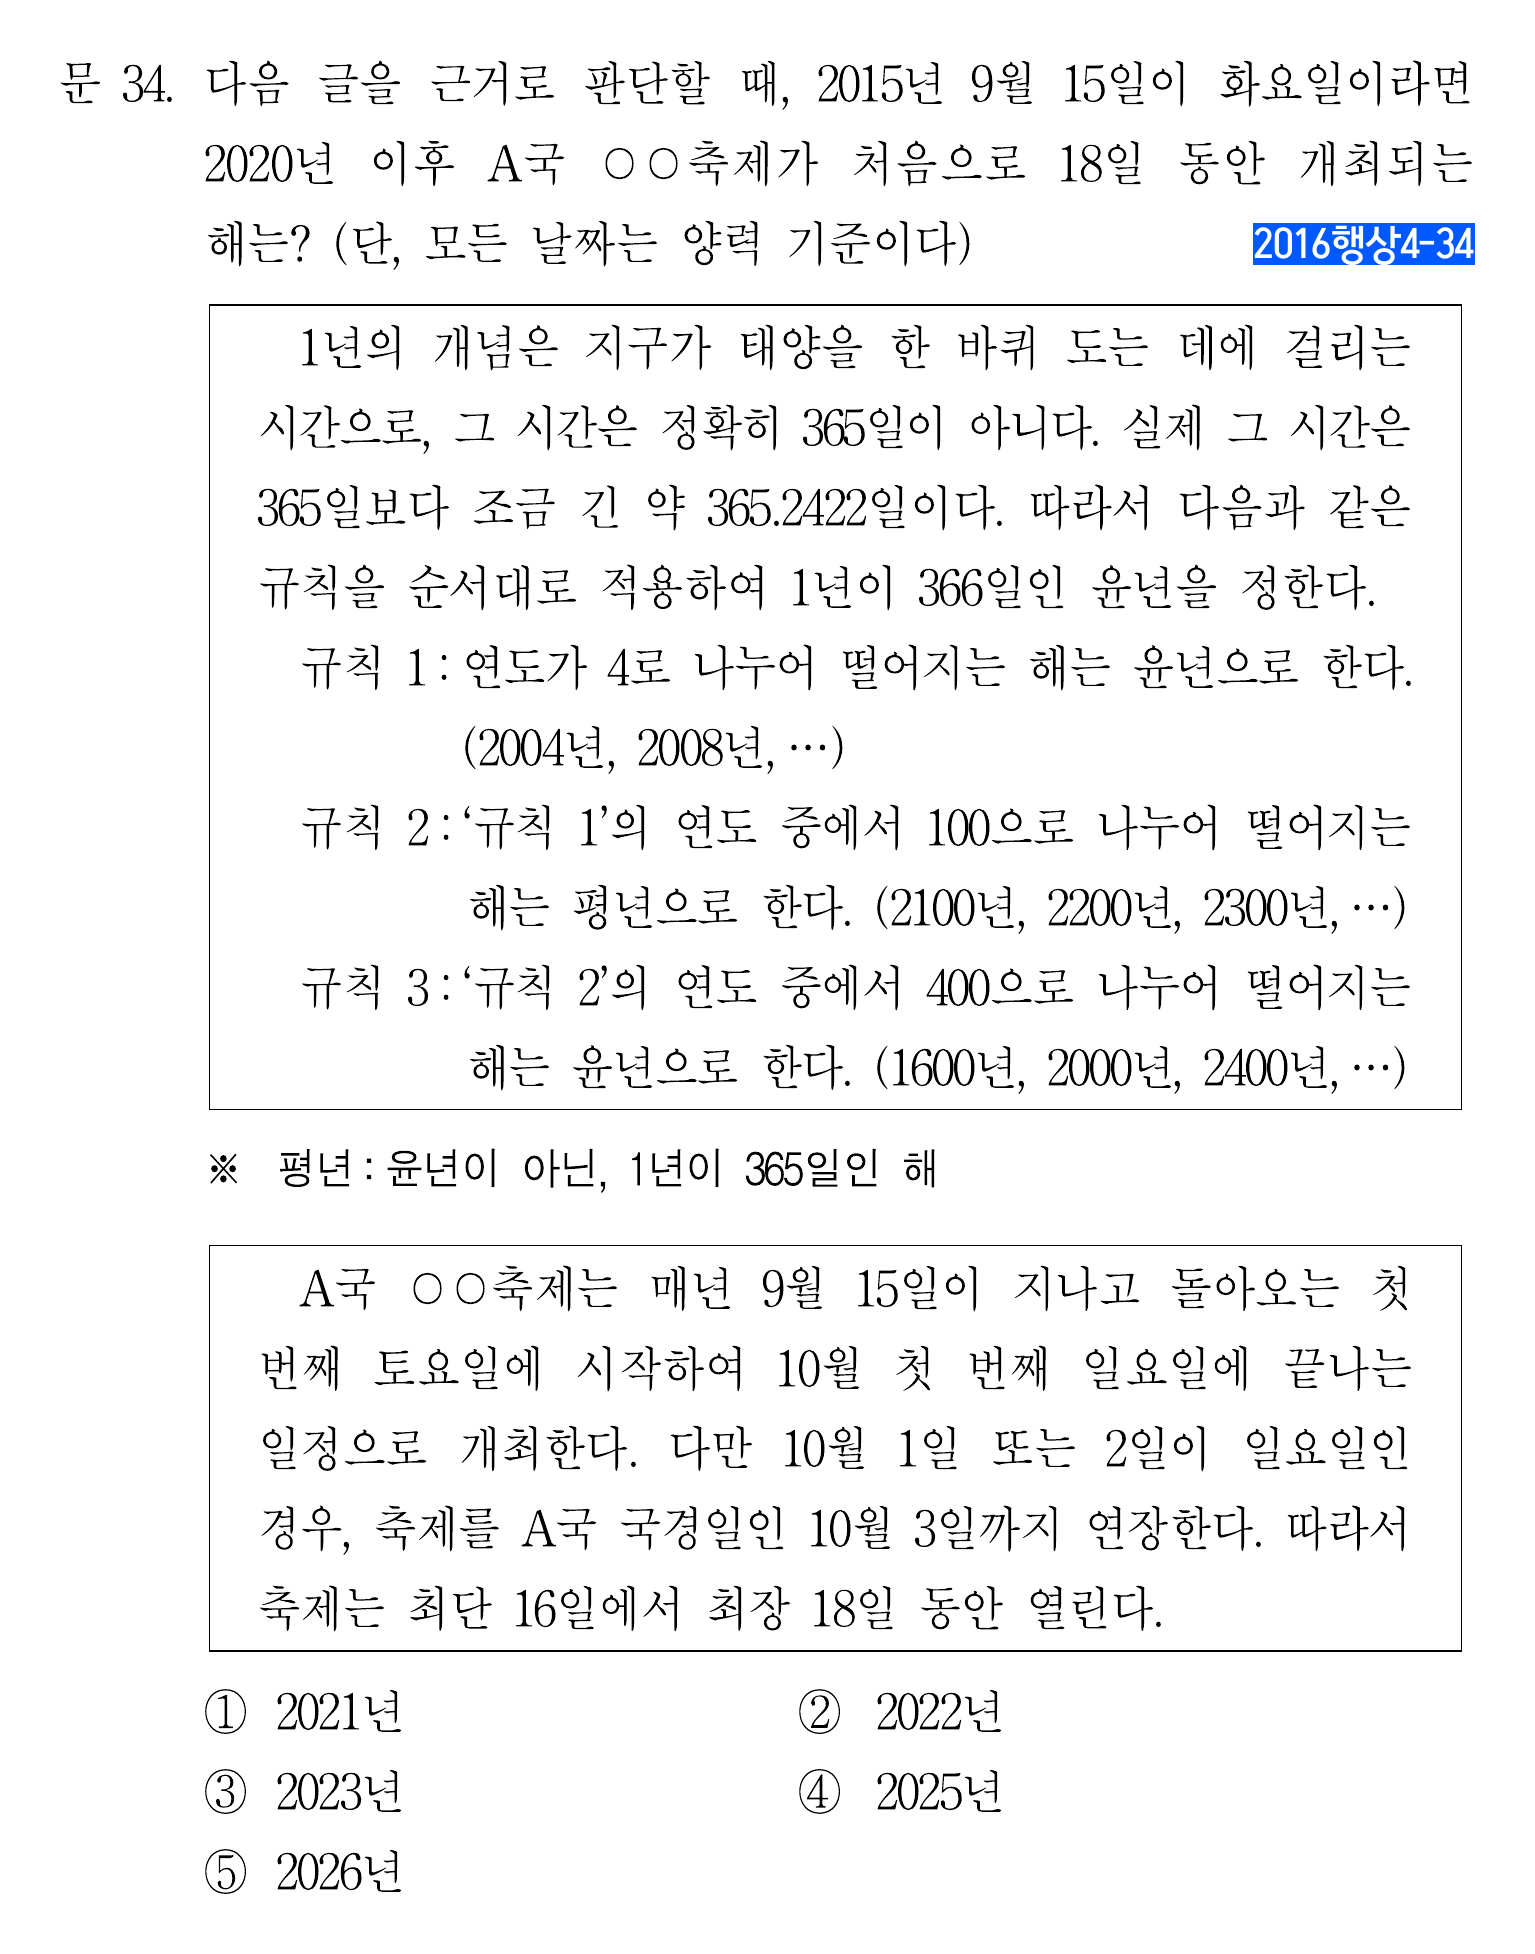 문 34. 다음 글을 근거로 판단할 때, 2015년 9월 15일이 화요일이라면
2020년 이후 A국 ○○축제가 처음으로 18일 동안 개최되는
해는? (단, 모든 날짜는 양력 기준이다)
2016행상4-34
1년의 개념은 지구가 태양을 한 바퀴 도는 데에 걸리는
시간으로, 그 시간은 정확히 365일이 아니다. 실제 그 시간은
365일보다 조금 긴 약 365.2422일이다. 따라서 다음과 같은
규칙을 순서대로 적용하여 1년이 366일인 윤년을 정한다.
규칙 1 : 연도가 4로 나누어 떨어지는 해는 윤년으로 한다.
(2004년, 2008년, …)
규칙 2 : ‘규칙 1’의 연도 중에서 100으로 나누어 떨어지는
해는 평년으로 한다. (2100년, 2200년, 2300년, …)
규칙 3 : ‘규칙 2’의 연도 중에서 400으로 나누어 떨어지는
해는 윤년으로 한다. (1600년, 2000년, 2400년, …)
※ 평년 : 윤년이 아닌, 1년이 365일인 해
A국 ○○축제는 매년 9월 15일이 지나고 돌아오는 첫
번째 토요일에 시작하여 10월 첫 번째 일요일에 끝나는
일정으로 개최한다. 다만 10월 1일 또는 2일이 일요일인
경우, 축제를 A국 국경일인 10월 3일까지 연장한다. 따라서
축제는 최단 16일에서 최장 18일 동안 열린다.
① 2021년 ② 2022년
③ 2023년 ④ 2025년
⑤ 2026년